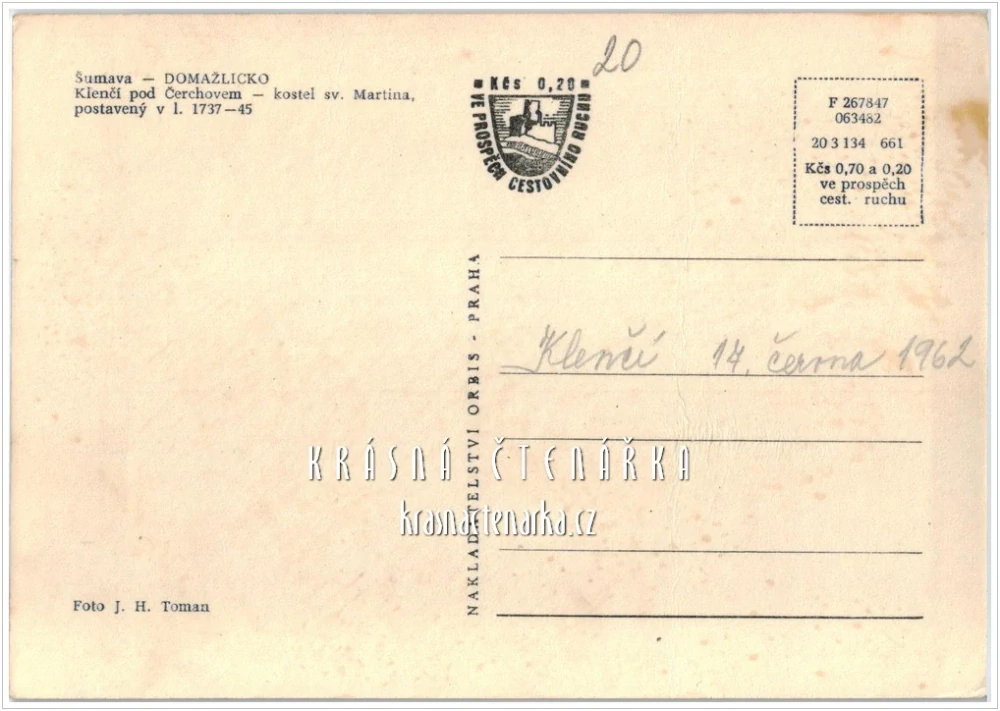 Šumava — DOMAŽLICKO
Klenčí pod Čerchovem — kostel sv. Martina,
postavený v l. 1737—45
20
Kčs 0,20
VE PROSPĚCH CESTOVNÍHO RUCHU
F 267847
063482
20 3 134 661
Kčs 0,70 a 0,20
ve prospěch
cest. ruchu
NAKLADATELSTVÍ ORBIS - PRAHA
Klenčí 14. června 1962
KRÁSNÁ ČTENÁŘKA
krasnactenarka.cz
Foto J. H. Toman